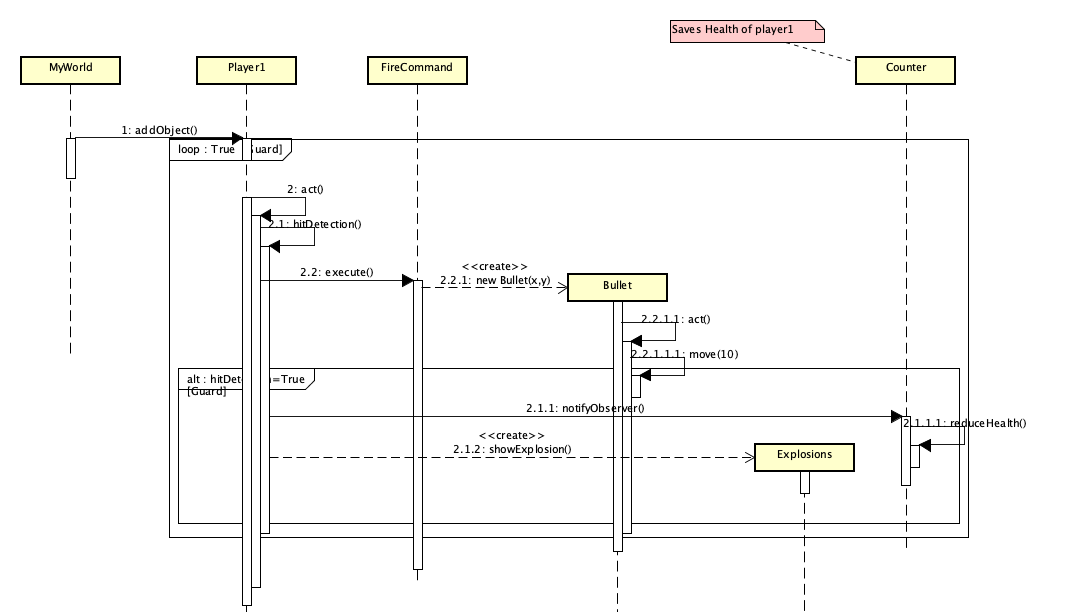 Saves Health of player1
MyWorld
Player1
FireCommand
Counter
1: addObject()
loop : True uard]
2: act()
2.1: hitDetection()
<<create>>
2.2: execute()
2.2.1: new Bullet(x,y)
Bullet
2.2.1.1: act()
2.2.1.1.1: move(10)
alt : hitDet n=True
[Guard]
2.1.1: notifyObserver()
2.1.1.1: reduceHealth()
<<create>>
2.1.2: showExplosion()
Explosions